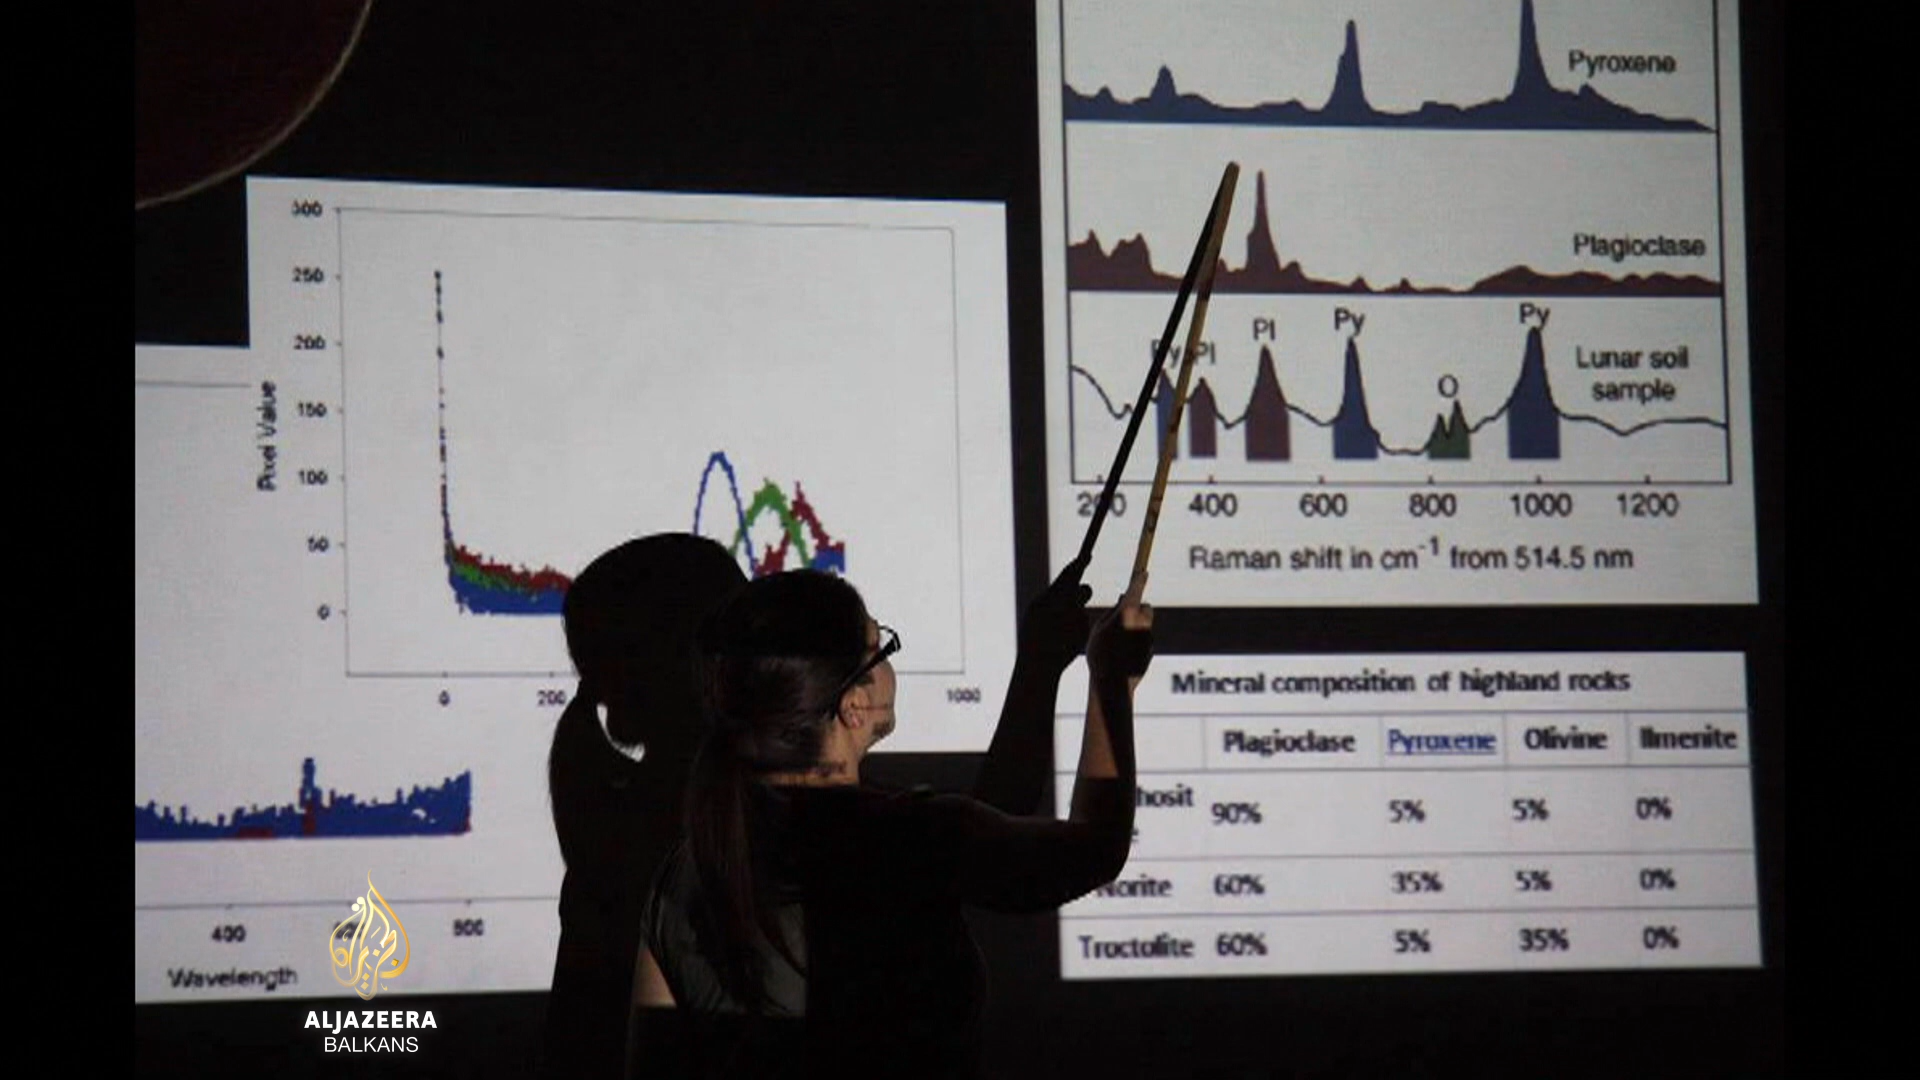 300
250
200
150
100
50
0
Pixel Value
0
200
1000
400
800
Wavelength
Pyroxene
Plagioclase
Py Pl Pl Py O Py
Lunar soil
sample
200 400 600 800 1000 1200
Raman shift in cm-1 from 514.5 nm
Mineral composition of highland rocks
Plagioclase Pyroxene Olivine Ilmenite
90% 5% 5% 0%
Norite 60% 35% 5% 0%
Troctolite 60% 5% 35% 0%
ALJAZEERA
BALKANS